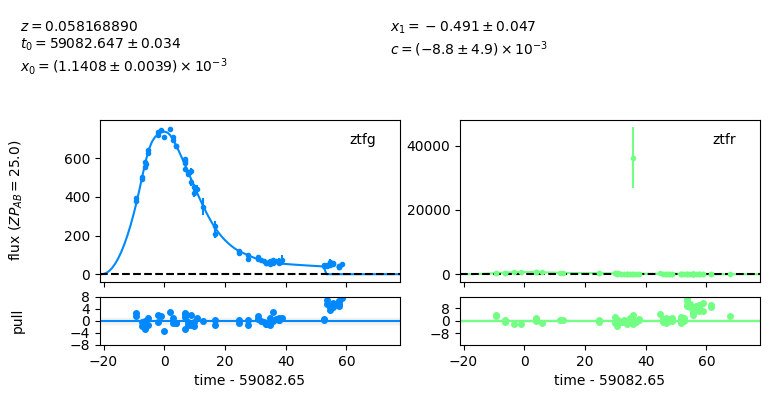 z = 0.058168890
t₀ = 59082.647 ± 0.034
x₀ = (1.1408 ± 0.0039) × 10⁻³
x₁ = −0.491 ± 0.047
c = (−8.8 ± 4.9) × 10⁻³
flux (ZP_AB = 25.0)
600
400
200
0
ztfg
40000
20000
0
ztfr
pull
8
4
0
−4
−8
−20 0 20 40 60
time - 59082.65
8
4
0
−4
−8
−20 0 20 40 60
time - 59082.65